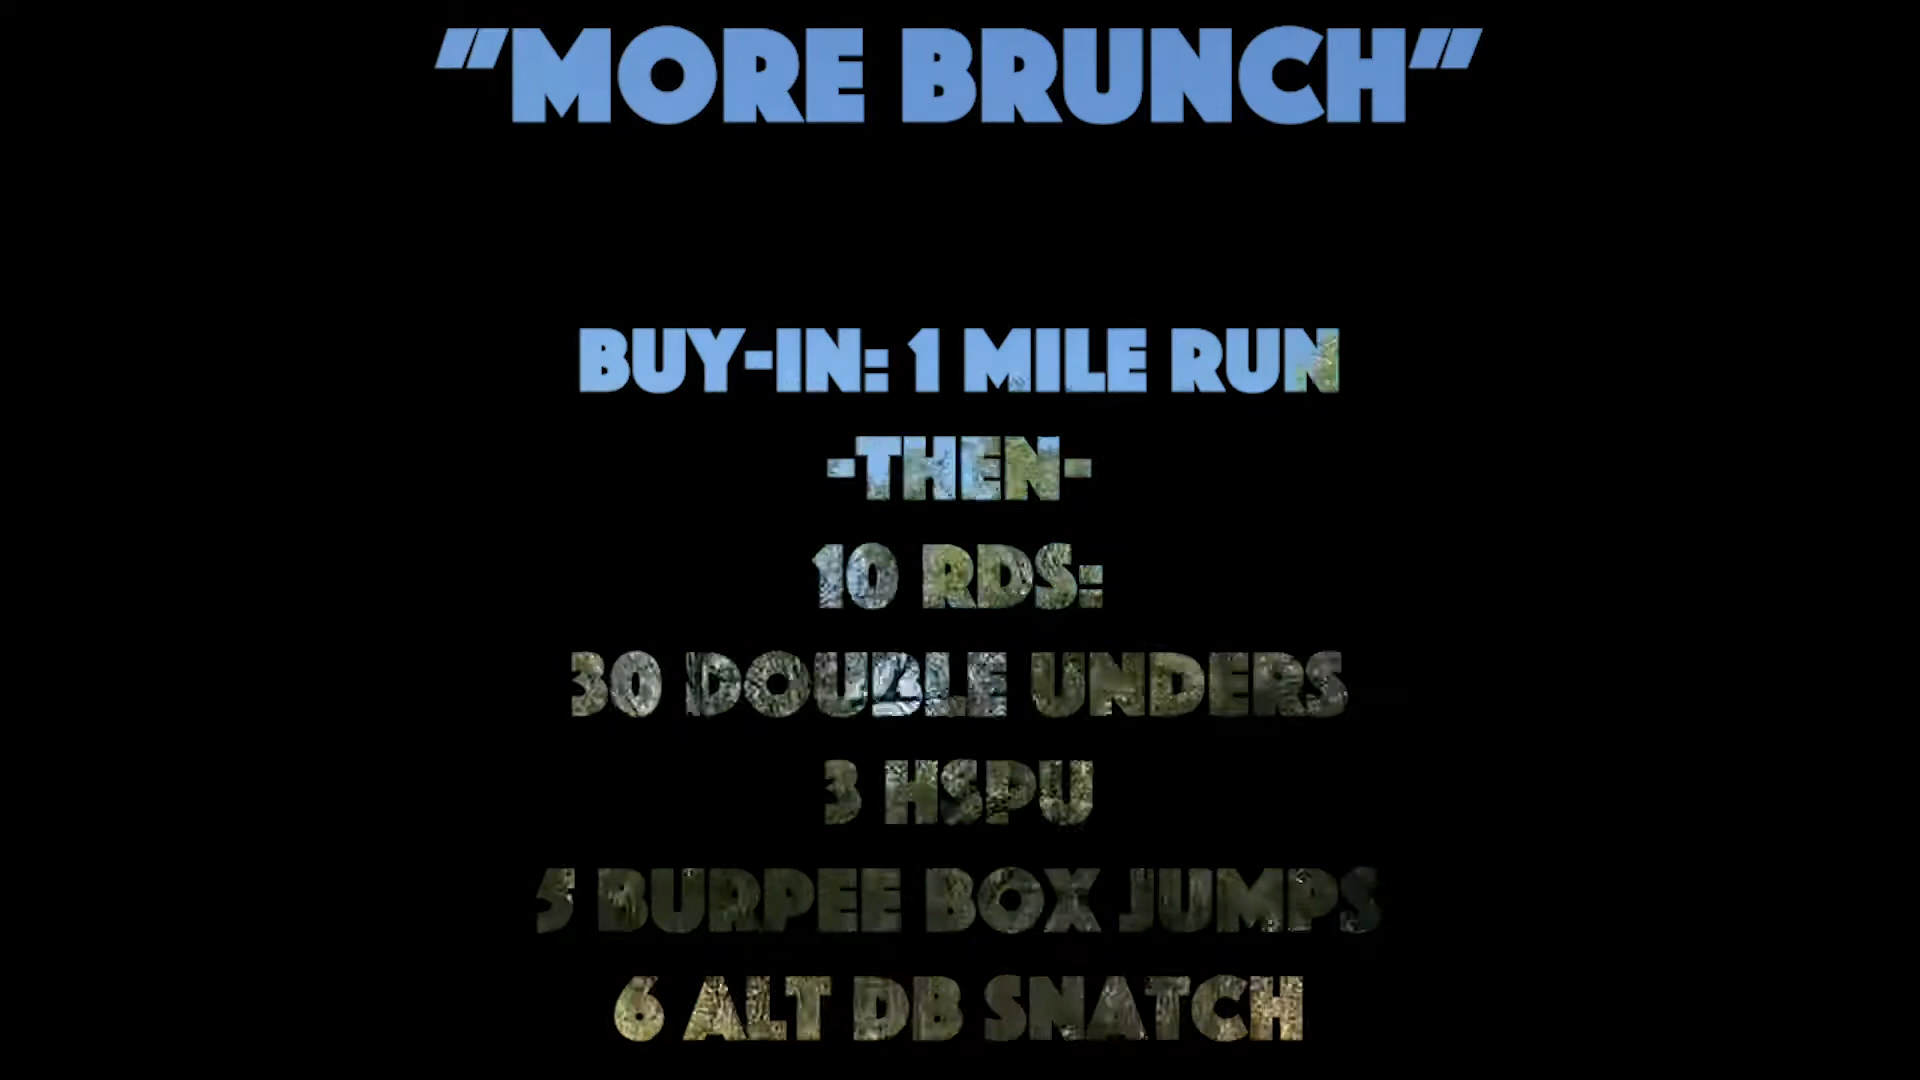 "MORE BRUNCH"
BUY-IN: 1 MILE RUN
-THEN-
10 RDS:
30 DOUBLE UNDERS
3 HSPU
5 BURPEE BOX JUMPS
6 ALT DB SNATCH